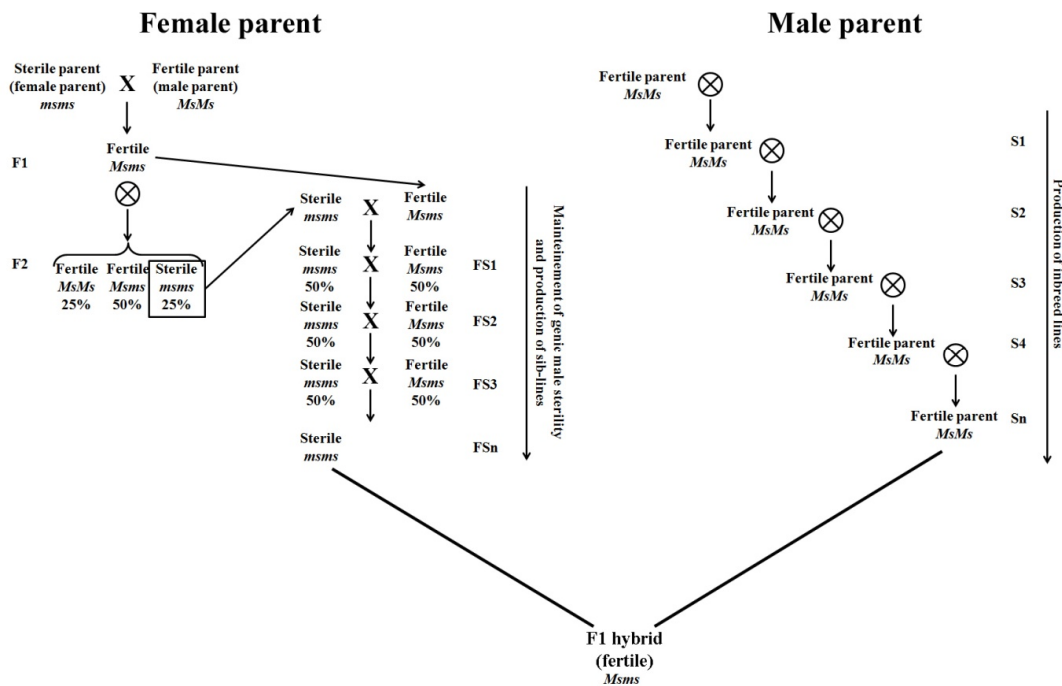 Female parent
Sterile parent
(female parent)
msms
X
Fertile parent
(male parent)
MsMs
F1
Fertile
Msms
F2
Fertile
MsMs
25%
Fertile
Msms
50%
Sterile
msms
25%
Sterile
msms
X
Fertile
Msms
Sterile
msms
50%
X
Fertile
Msms
50%
FS1
Sterile
msms
50%
X
Fertile
Msms
50%
FS2
Sterile
msms
50%
X
Fertile
Msms
50%
FS3
Sterile
msms
FSn
Mainteinement of genic male sterility
and production of sib-lines
Male parent
Fertile parent
MsMs
Fertile parent
MsMs
S1
Fertile parent
MsMs
S2
Fertile parent
MsMs
S3
Fertile parent
MsMs
S4
Fertile parent
MsMs
Sn
Production of inbreed lines
F1 hybrid
(fertile)
Msms